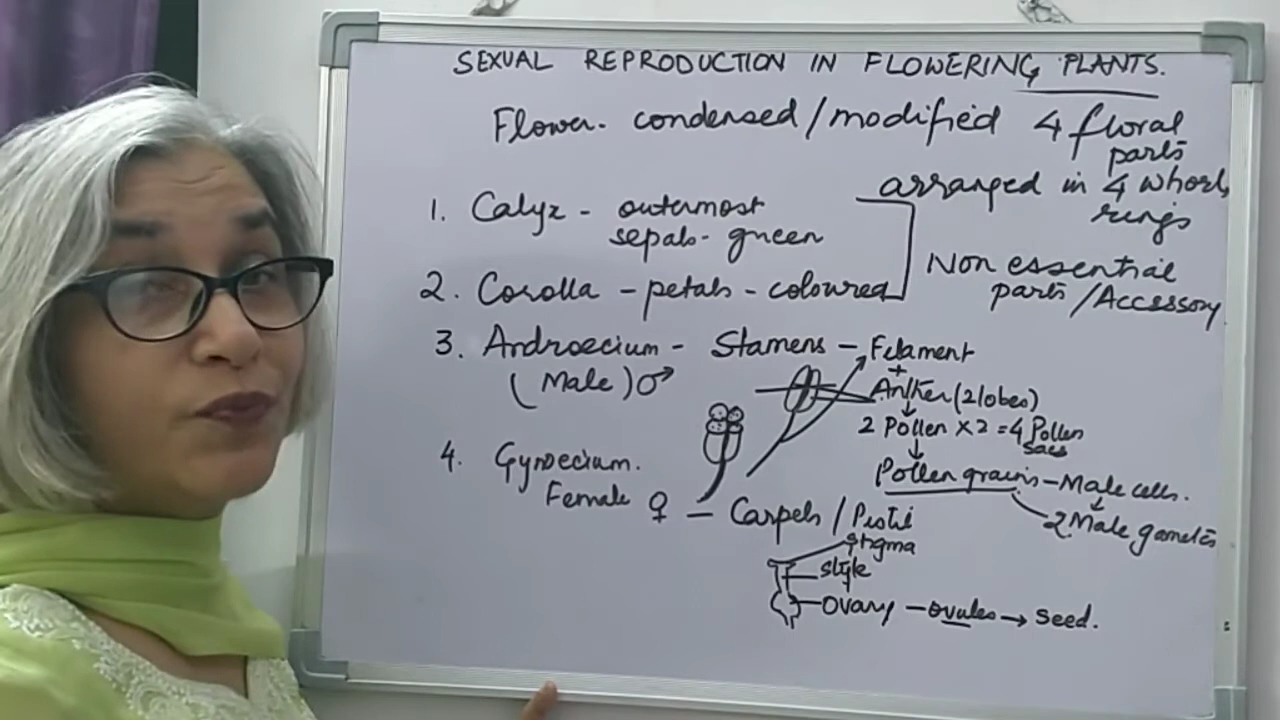 SEXUAL REPRODUCTION IN FLOWERING PLANTS.
Flower. condensed/modified 4 floral
parts
arranged in 4 whorls
rings
1. Calyx - outermost
sepals - green
2. Corolla - petals - coloured
Non essential
parts/Accessory
3. Androecium - Stamens - Filament
+
(Male) ♂
Anther (2 lobes)
2 Pollen X2 = 4 Pollen
sacs
4. Gynoecium.
Pollen grains - Male cells.
Female ♀ - Carpels / Pistil
2 Male gametes
Stigma
style
ovary - ovules → seed.